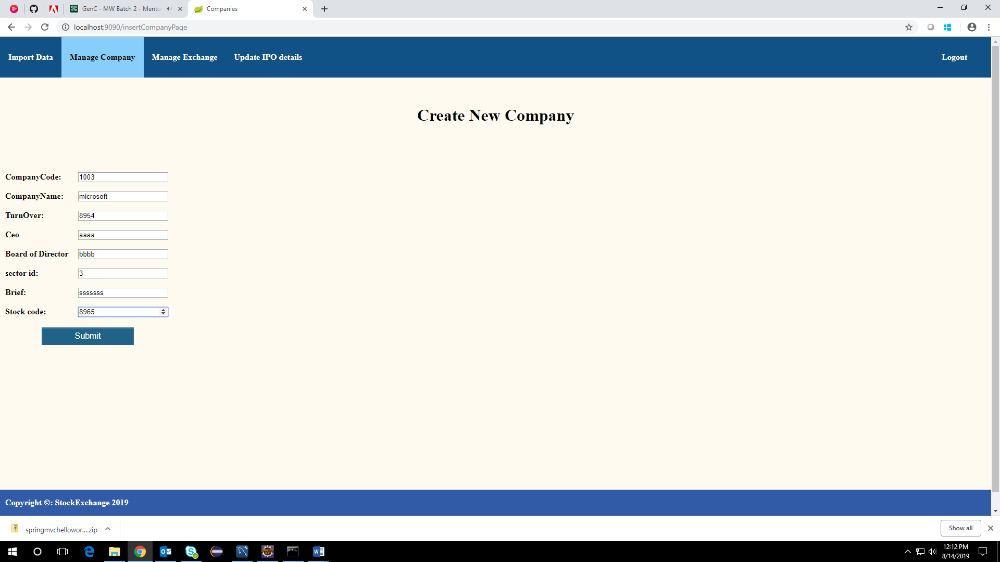 GenC - MW Batch 2 - Mento
Companies
localhost:9090/insertCompanyPage
Import Data Manage Company Manage Exchange Update IPO details Logout
Create New Company
CompanyCode: 1003
CompanyName: microsoft
TurnOver: 8954
Ceo aaaa
Board of Director bbbb
sector id: 3
Brief: sssssss
Stock code: 8965
Submit
Copyright ©: StockExchange 2019
springmvchellowor....zip
Show all
12:12 PM
8/14/2019